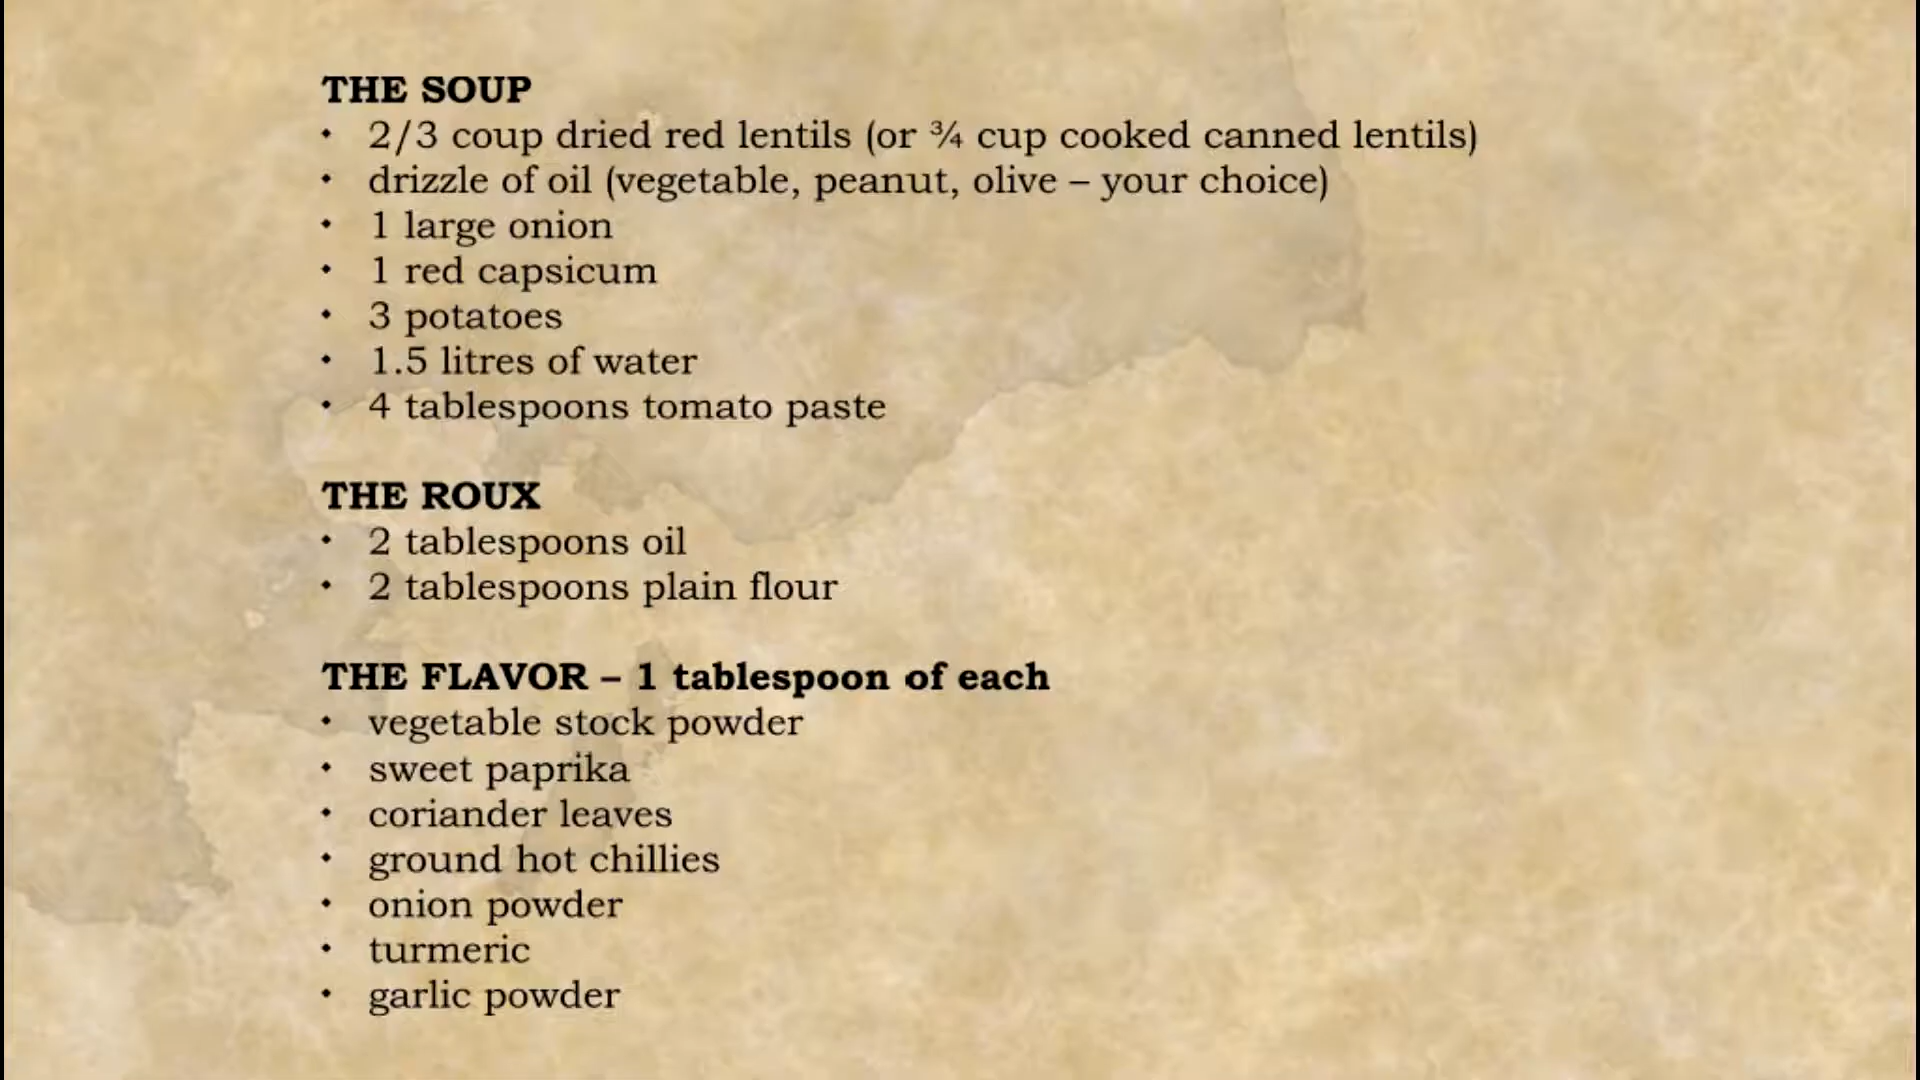 THE SOUP
• 2/3 coup dried red lentils (or ¾ cup cooked canned lentils)
• drizzle of oil (vegetable, peanut, olive – your choice)
• 1 large onion
• 1 red capsicum
• 3 potatoes
• 1.5 litres of water
• 4 tablespoons tomato paste
THE ROUX
• 2 tablespoons oil
• 2 tablespoons plain flour
THE FLAVOR – 1 tablespoon of each
• vegetable stock powder
• sweet paprika
• coriander leaves
• ground hot chillies
• onion powder
• turmeric
• garlic powder